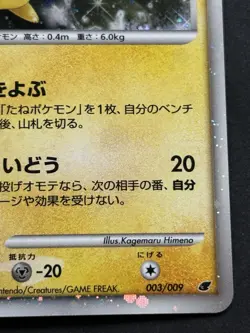 モン 高さ：0.4m 重さ：6.0kg
をよぶ
「たねポケモン」を1枚、自分のベンチ
後、山札を切る。
いどう 20
投げオモテなら、次の相手の番、自分
ージや効果を受けない。
Illus.Kagemaru Himeno
抵抗力 にげる
-20
ntendo/Creatures/GAME FREAK. 003/009